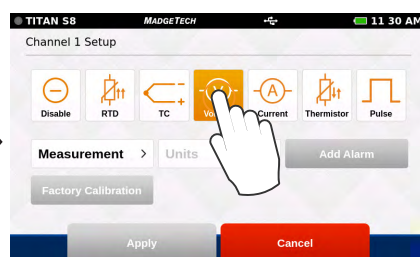 TITAN S8 MADGETECH 11 30 AM
Channel 1 Setup
Disable RTD TC Current Thermistor Pulse
Measurement > Units Add Alarm
Factory Calibration
Apply Cancel